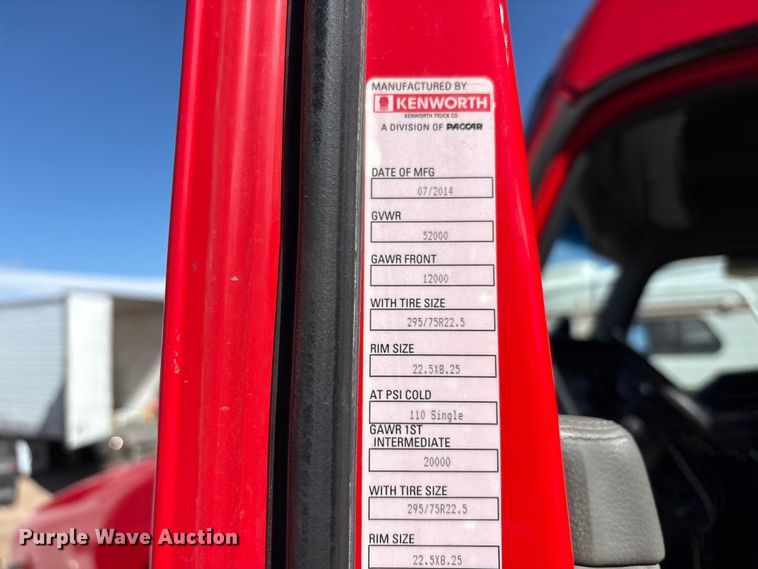 MANUFACTURED BY
KENWORTH
KENWORTH TRUCK CO.
A DIVISION OF PACCAR
DATE OF MFG
07/2014
GVWR
52000
GAWR FRONT
12000
WITH TIRE SIZE
295/75R22.5
RIM SIZE
22.5X8.25
AT PSI COLD
110 Single
GAWR 1ST
INTERMEDIATE
20000
WITH TIRE SIZE
295/75R22.5
RIM SIZE
22.5X8.25
Purple Wave Auction